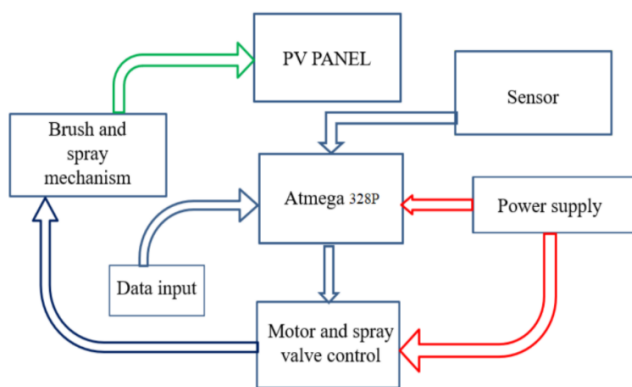 PV PANEL
Sensor
Brush and
spray
mechanism
Atmega 328P
Power supply
Data input
Motor and spray
valve control